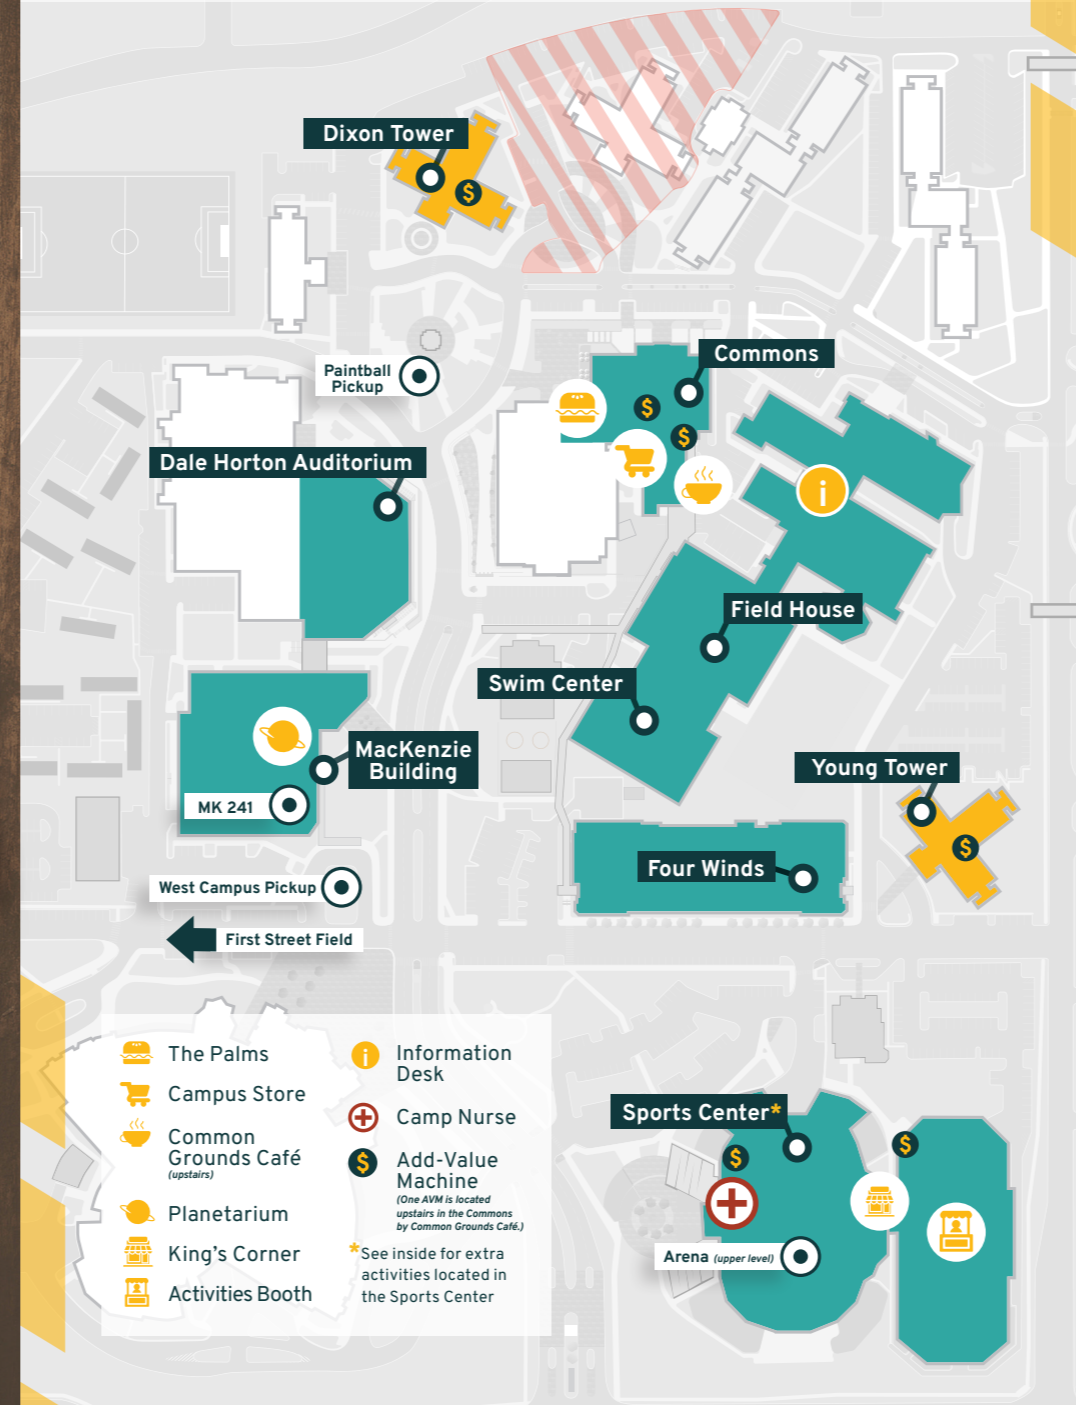 Dixon Tower
$
Commons
Paintball
Pickup
$
$
Dale Horton Auditorium
i
Field House
Swim Center
MacKenzie
Building
Young Tower
MK 241
$
Four Winds
West Campus Pickup
First Street Field
The Palms
Campus Store
Common
Grounds Café
(upstairs)
Planetarium
King's Corner
Activities Booth
i
Information
Desk
Camp Nurse
$
Add-Value
Machine
(One AVM is located
upstairs in the Commons
by Common Grounds Café.)
*See inside for extra
activities located in
the Sports Center
Sports Center*
$
$
Arena (upper level)